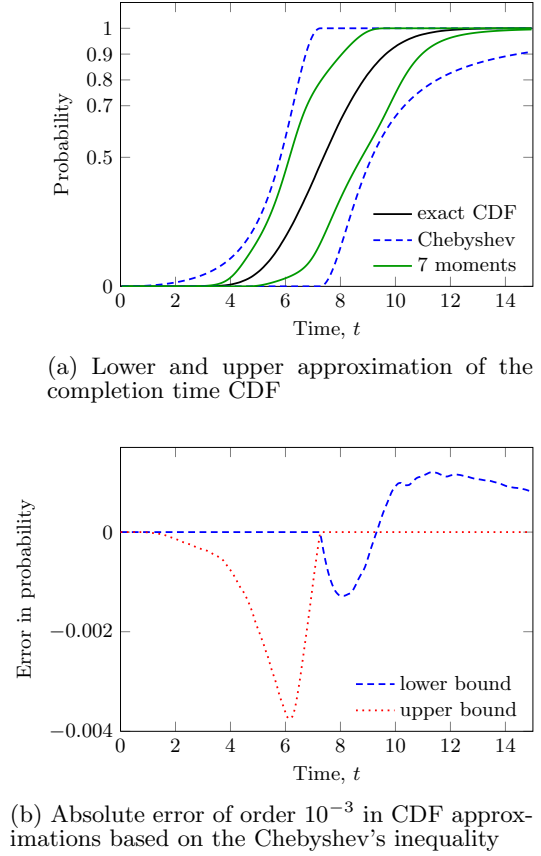 1
0.9
0.8
0.7
0.5
0
Probability
exact CDF
Chebyshev
7 moments
0 2 4 6 8 10 12 14
Time, t
(a) Lower and upper approximation of the
completion time CDF
0
−0.002
−0.004
Error in probability
lower bound
upper bound
0 2 4 6 8 10 12 14
Time, t
(b) Absolute error of order 10⁻³ in CDF approx-
imations based on the Chebyshev's inequality